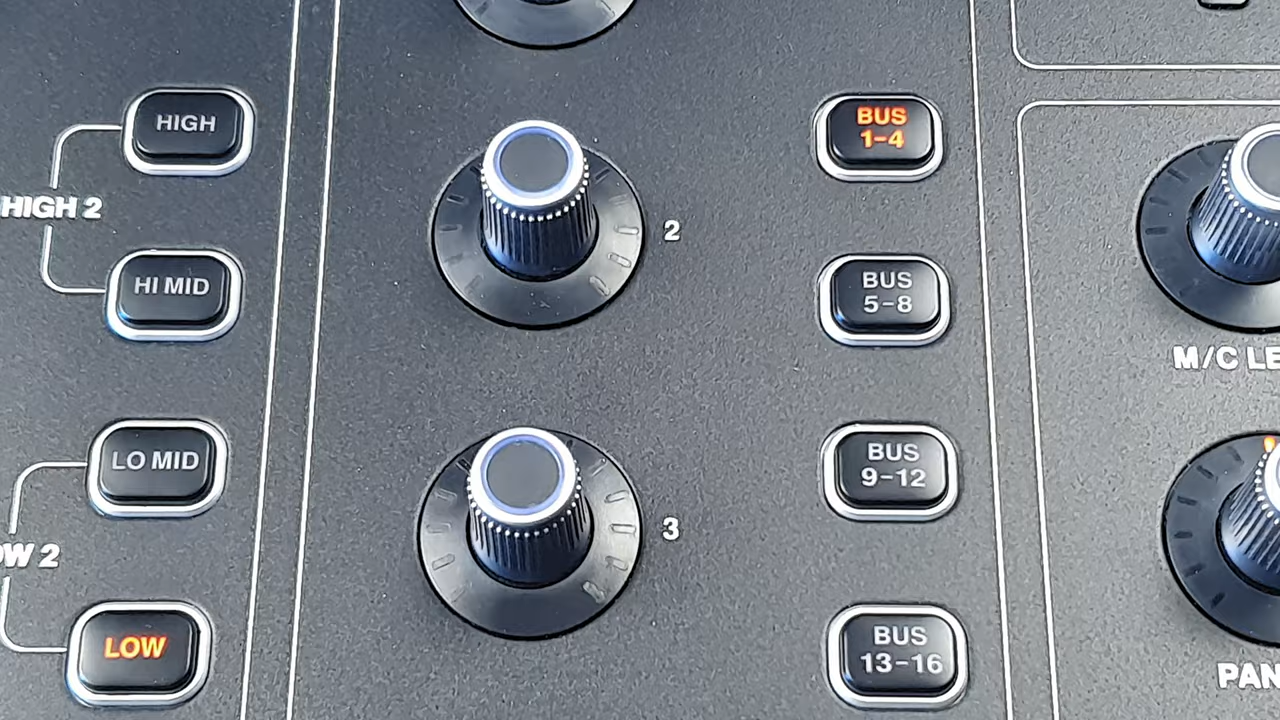 HIGH
HIGH 2
HI MID
LO MID
LOW
2
3
BUS
1-4
BUS
5-8
BUS
9-12
BUS
13-16
M/C
PAN